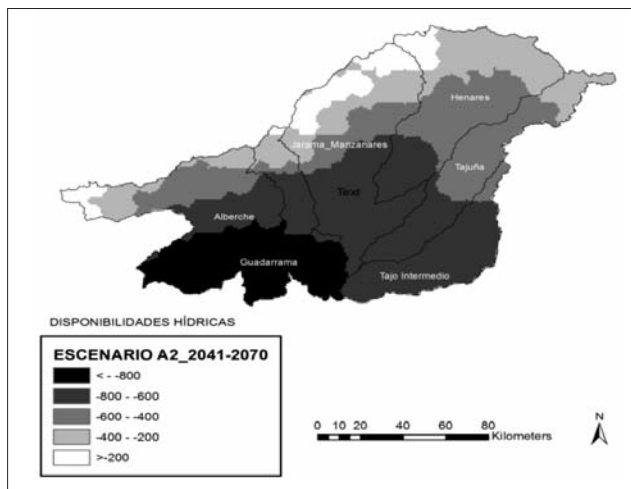 Henares
Jarama_Manzanares
Tajuña
Text
Alberche
Guadarrama
Tajo Intermedio
DISPONIBILIDADES HÍDRICAS
ESCENARIO A2_2041-2070
< - -800
-800 - -600
-600 - -400
-400 - -200
>-200
N
0 10 20 40 60 80
Kilometers